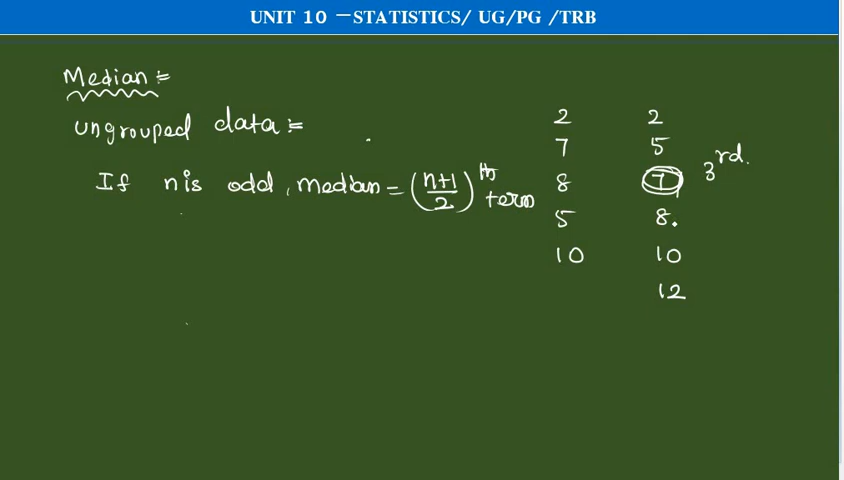 UNIT 10 –STATISTICS/ UG/PG /TRB
Median =
ungrouped data =
If n is odd, median = (n+1/2)th term
2 2
7 5
8 7 3rd.
5 8.
10 10
12